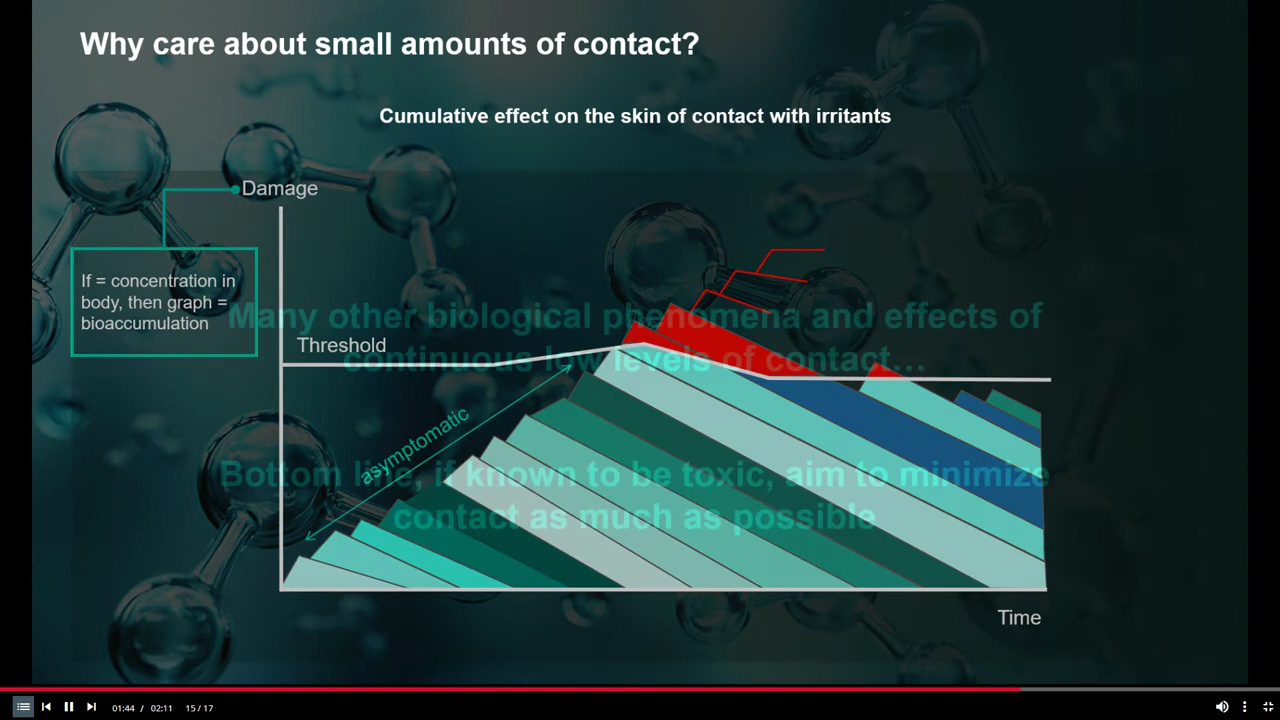 Why care about small amounts of contact?
Cumulative effect on the skin of contact with irritants
Damage
If = concentration in
body, then graph =
bioaccumulation
Many other biological phenomena and effects of
continuous low levels of contact…
Threshold
asymptomatic
Bottom line, if known to be toxic, aim to minimize
contact as much as possible
Time
01:44 / 02:11 15 / 17